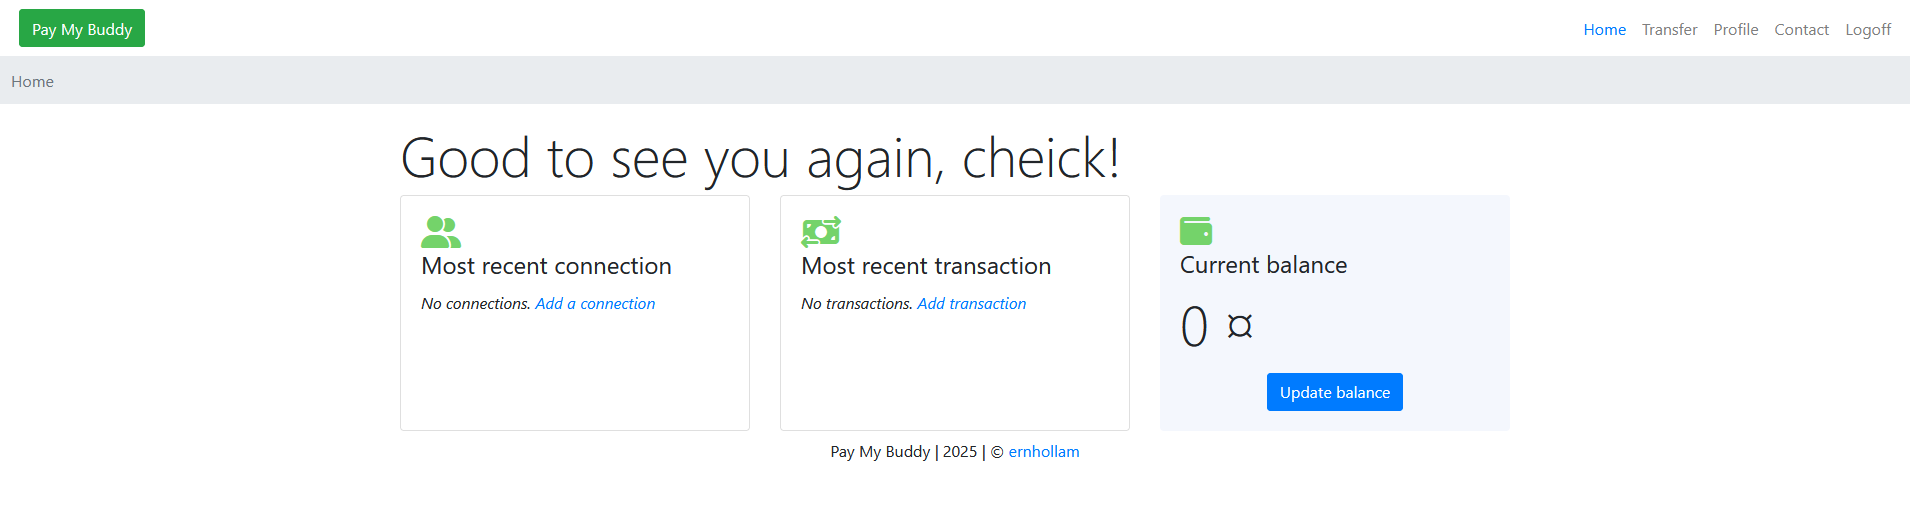 Pay My Buddy
Home Transfer Profile Contact Logoff
Home
Good to see you again, cheick!
Most recent connection
No connections. Add a connection
Most recent transaction
No transactions. Add transaction
Current balance
0 ¤
Update balance
Pay My Buddy | 2025 | © ernhollam